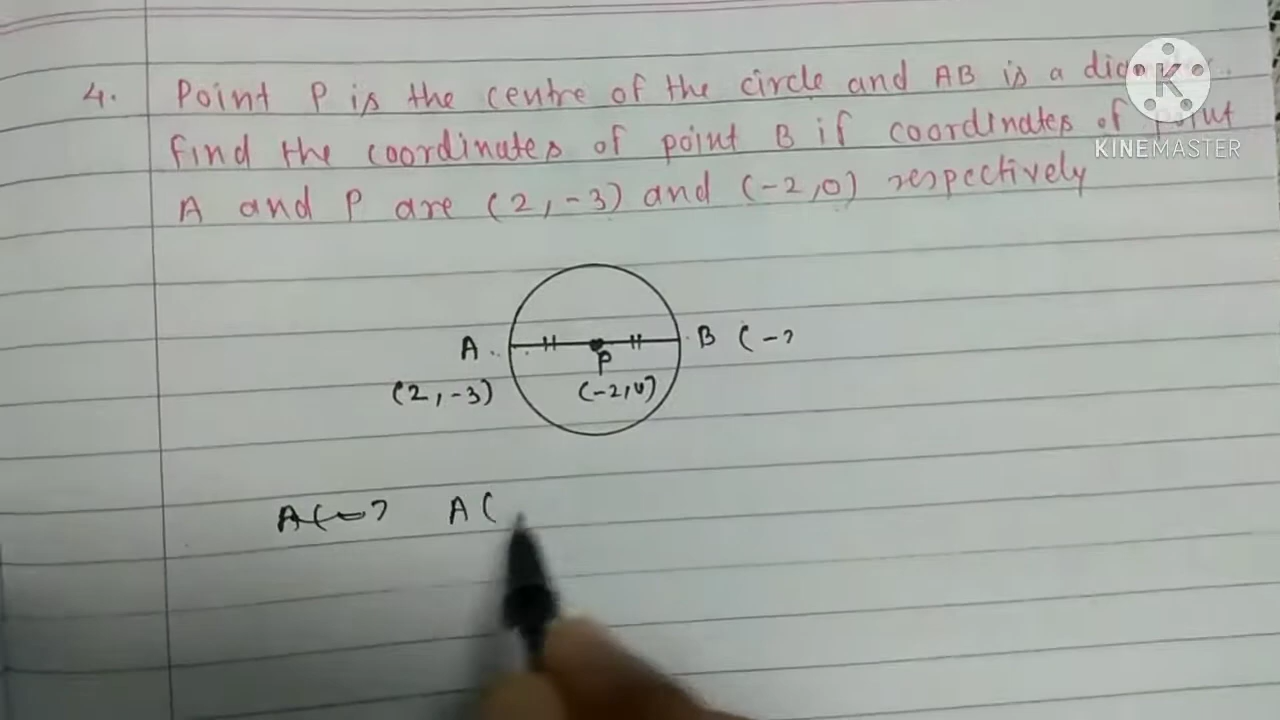 4. Point P is the centre of the circle and AB is a
find the coordinates of point B if coordinates of point
A and P are (2, -3) and (-2, 0) respectively
KINEMASTER
A
P
B (-
(2, -3)
(-2, 0)
A( A(